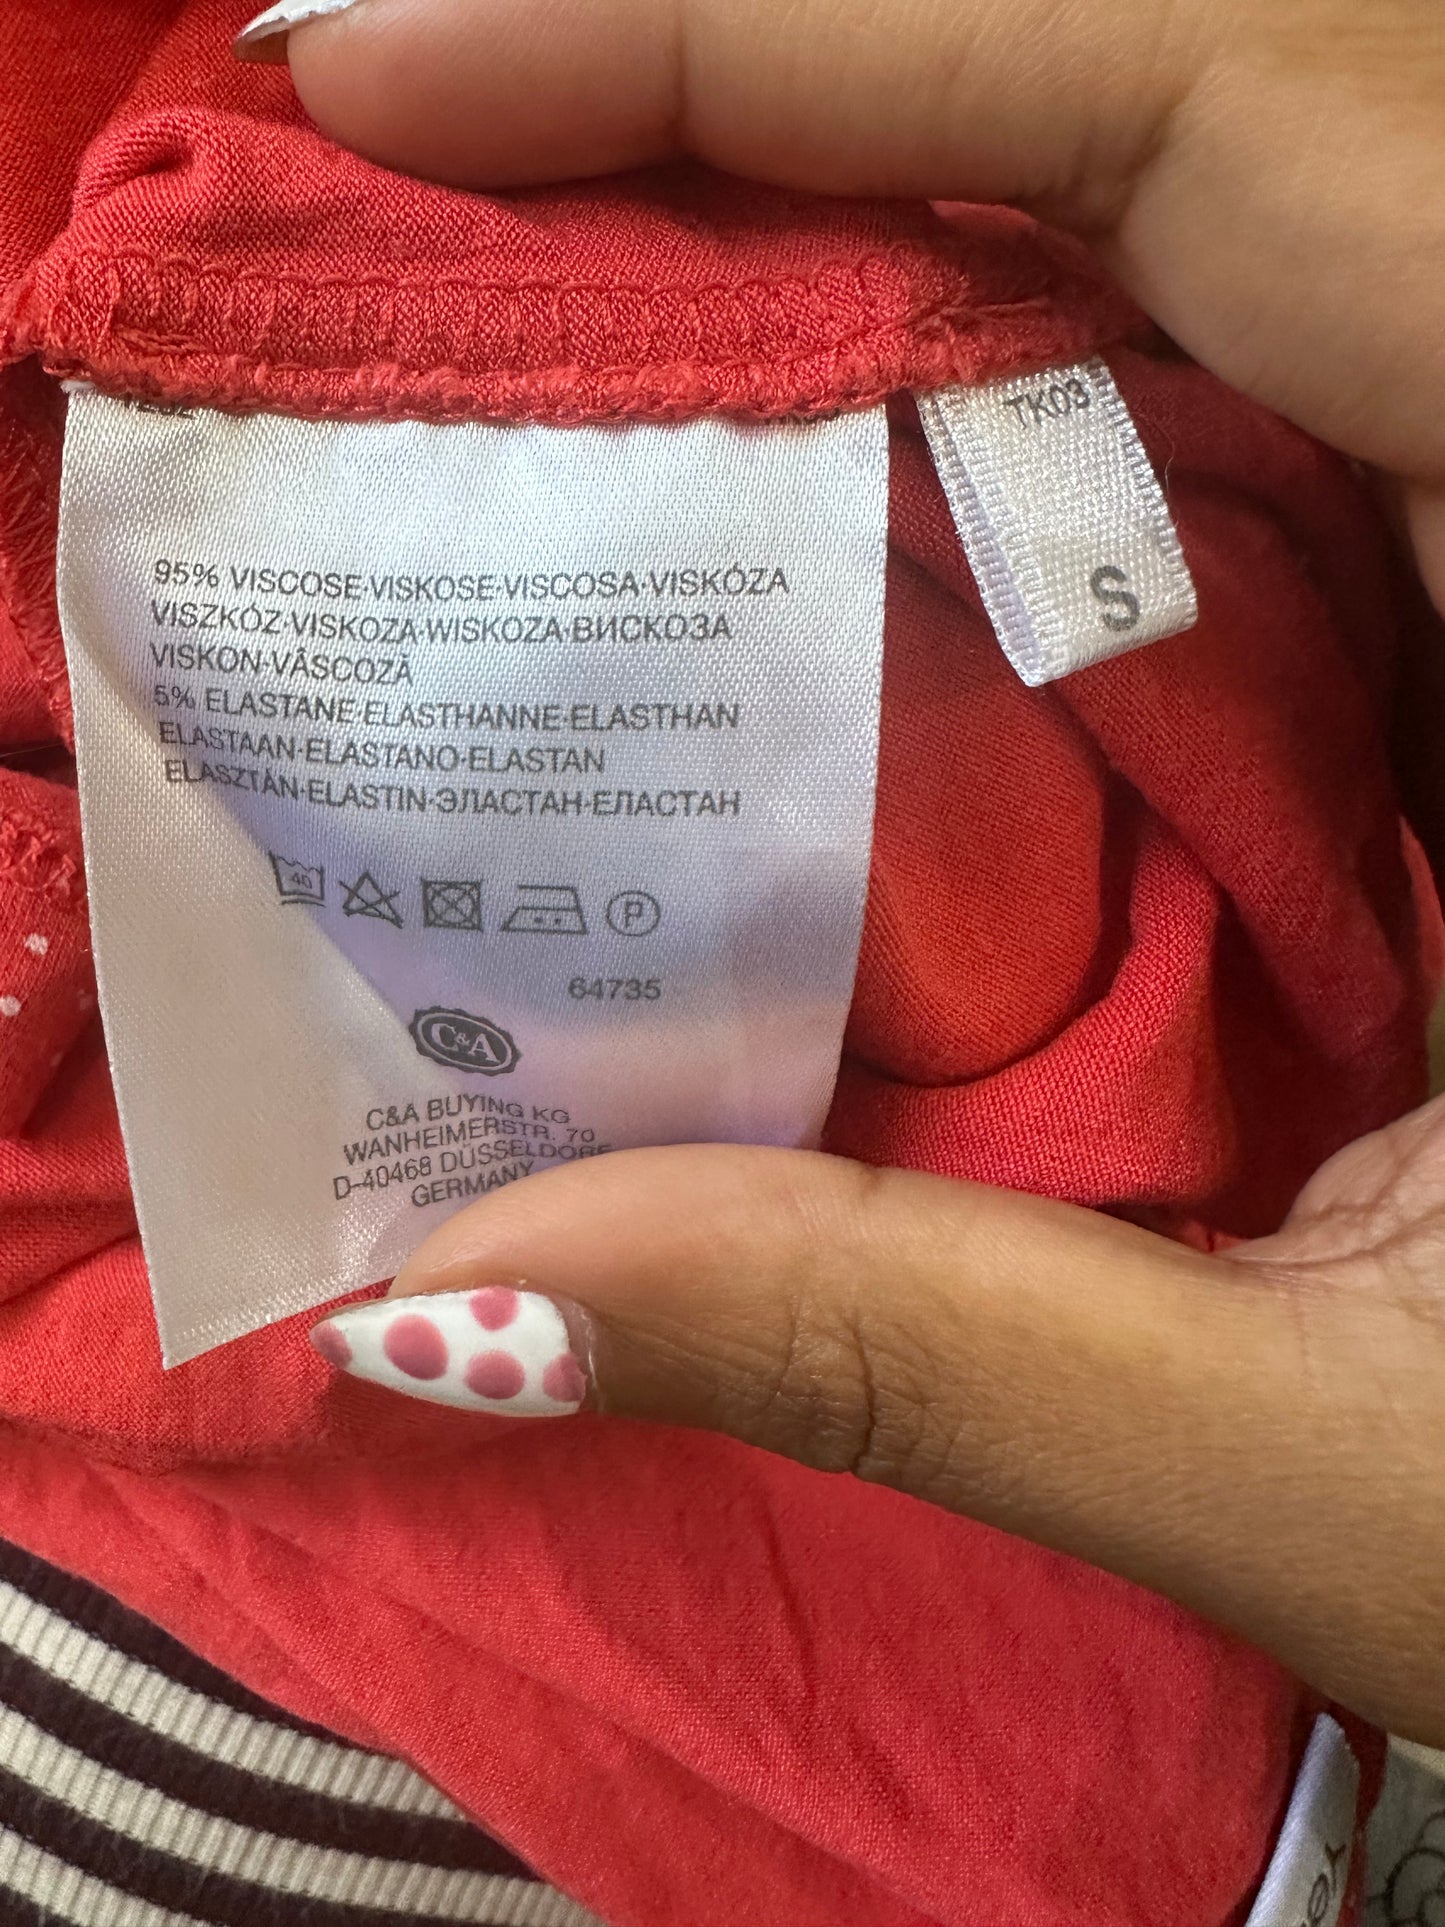 TK03
S
95% VISCOSE·VISKOSE·VISCOSA·VISKÓZA
VISZKÓZ·VISKOZA·WISKOZA·ВИСКОЗА
VISKON·VÂSCOZĂ
5% ELASTANE·ELASTHANNE·ELASTHAN
ELASTAAN·ELASTANO·ELASTAN
ELASZTÁN·ELASTIN·ЭЛАСТАН·ЕЛАСТАН
40
P
64735
C&A
C&A BUYING KG
WANHEIMERSTR. 70
D-40468 DÜSSELDORF
GERMANY